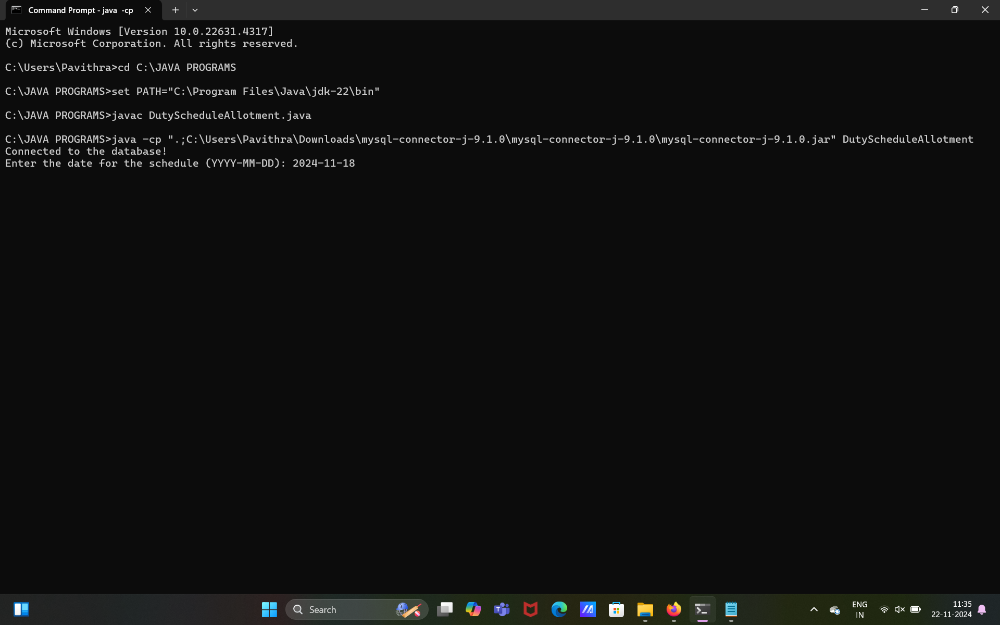 Command Prompt - java -cp
Microsoft Windows [Version 10.0.22631.4317]
(c) Microsoft Corporation. All rights reserved.
C:\Users\Pavithra>cd C:\JAVA PROGRAMS
C:\JAVA PROGRAMS>set PATH="C:\Program Files\Java\jdk-22\bin"
C:\JAVA PROGRAMS>javac DutyScheduleAllotment.java
C:\JAVA PROGRAMS>java -cp ".;C:\Users\Pavithra\Downloads\mysql-connector-j-9.1.0\mysql-connector-j-9.1.0\mysql-connector-j-9.1.0.jar" DutyScheduleAllotment
Connected to the database!
Enter the date for the schedule (YYYY-MM-DD): 2024-11-18
Search
ENG
IN
11:35
22-11-2024